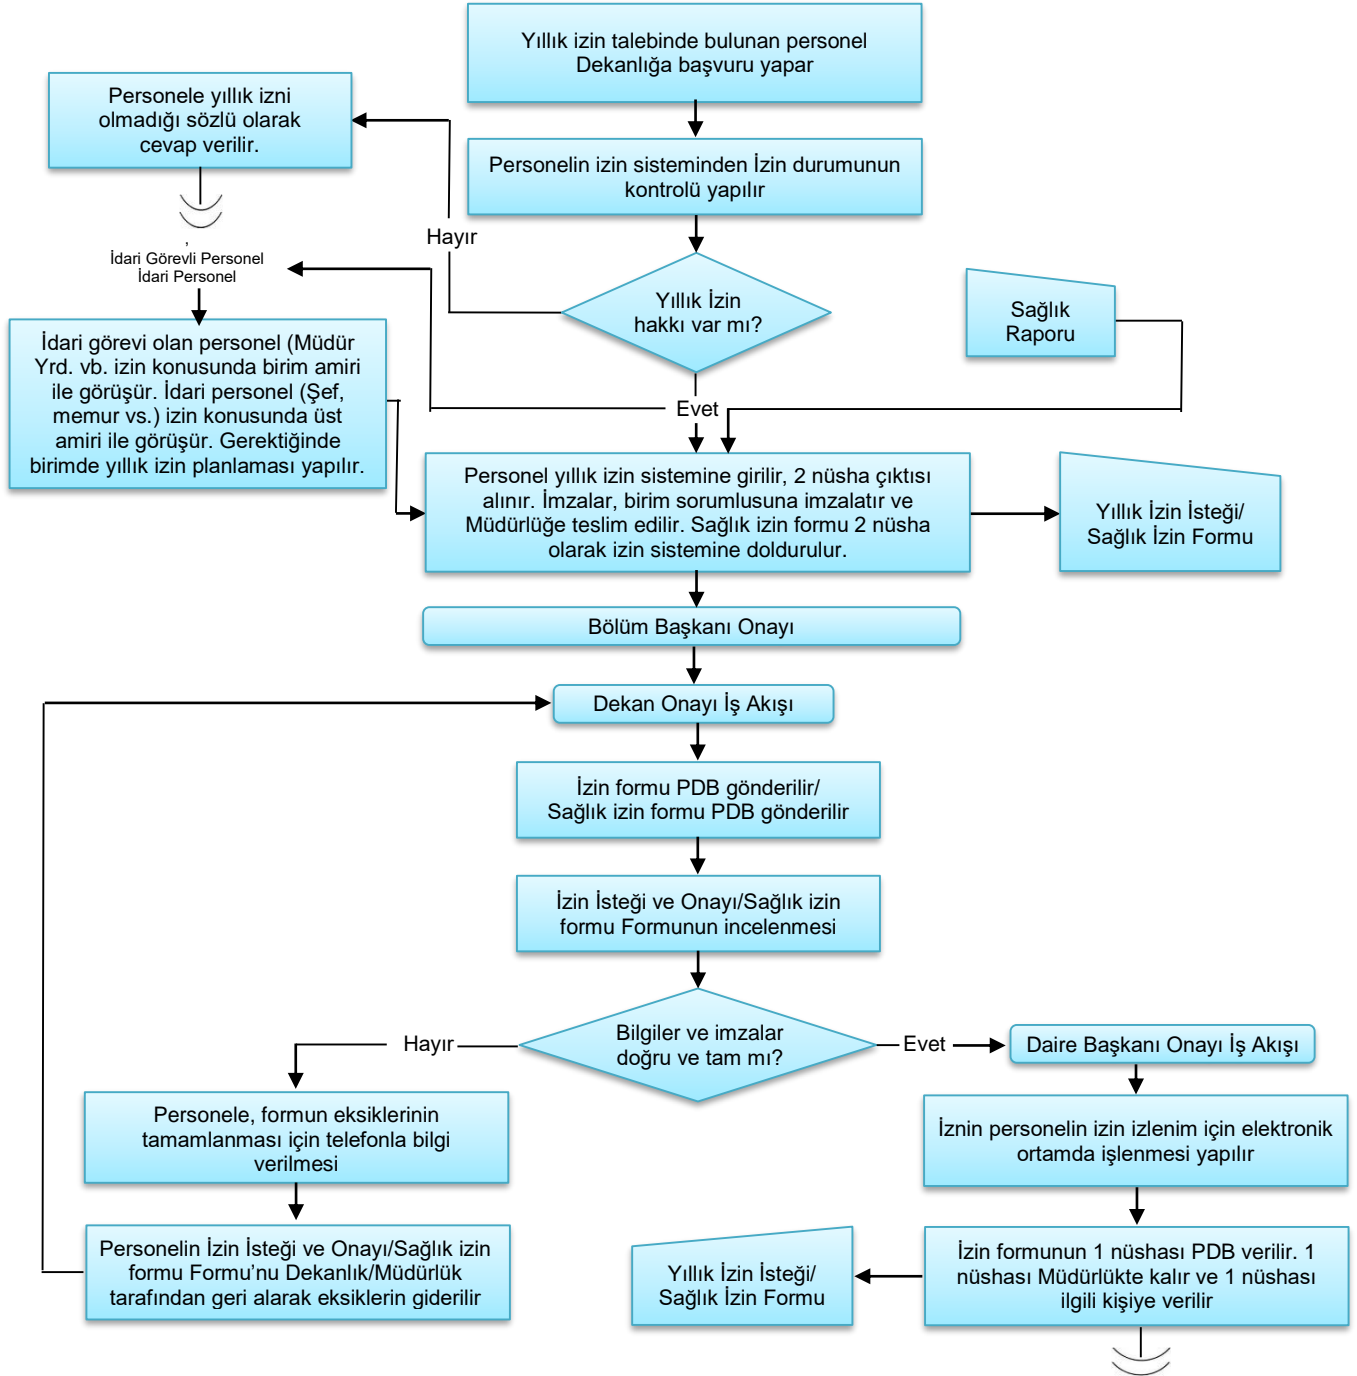 Yıllık izin talebinde bulunan personel
Dekanlığa başvuru yapar
Personele yıllık izni
olmadığı sözlü olarak
cevap verilir.
Personelin izin sisteminden İzin durumunun
kontrolü yapılır
Hayır
,
İdari Görevli Personel
İdari Personel
Yıllık İzin
hakkı var mı?
Sağlık
Raporu
İdari görevi olan personel (Müdür
Yrd. vb. izin konusunda birim amiri
ile görüşür. İdari personel (Şef,
memur vs.) izin konusunda üst
amiri ile görüşür. Gerektiğinde
birimde yıllık izin planlaması yapılır.
Evet
Personel yıllık izin sistemine girilir, 2 nüsha çıktısı
alınır. İmzalar, birim sorumlusuna imzalatır ve
Müdürlüğe teslim edilir. Sağlık izin formu 2 nüsha
olarak izin sistemine doldurulur.
Yıllık İzin İsteği/
Sağlık İzin Formu
Bölüm Başkanı Onayı
Dekan Onayı İş Akışı
İzin formu PDB gönderilir/
Sağlık izin formu PDB gönderilir
İzin İsteği ve Onayı/Sağlık izin
formu Formunun incelenmesi
Bilgiler ve imzalar
doğru ve tam mı?
Hayır
Evet
Daire Başkanı Onayı İş Akışı
Personele, formun eksiklerinin
tamamlanması için telefonla bilgi
verilmesi
İznin personelin izin izlenim için elektronik
ortamda işlenmesi yapılır
Personelin İzin İsteği ve Onayı/Sağlık izin
formu Formu’nu Dekanlık/Müdürlük
tarafından geri alarak eksiklerin giderilir
Yıllık İzin İsteği/
Sağlık İzin Formu
İzin formunun 1 nüshası PDB verilir. 1
nüshası Müdürlükte kalır ve 1 nüshası
ilgili kişiye verilir